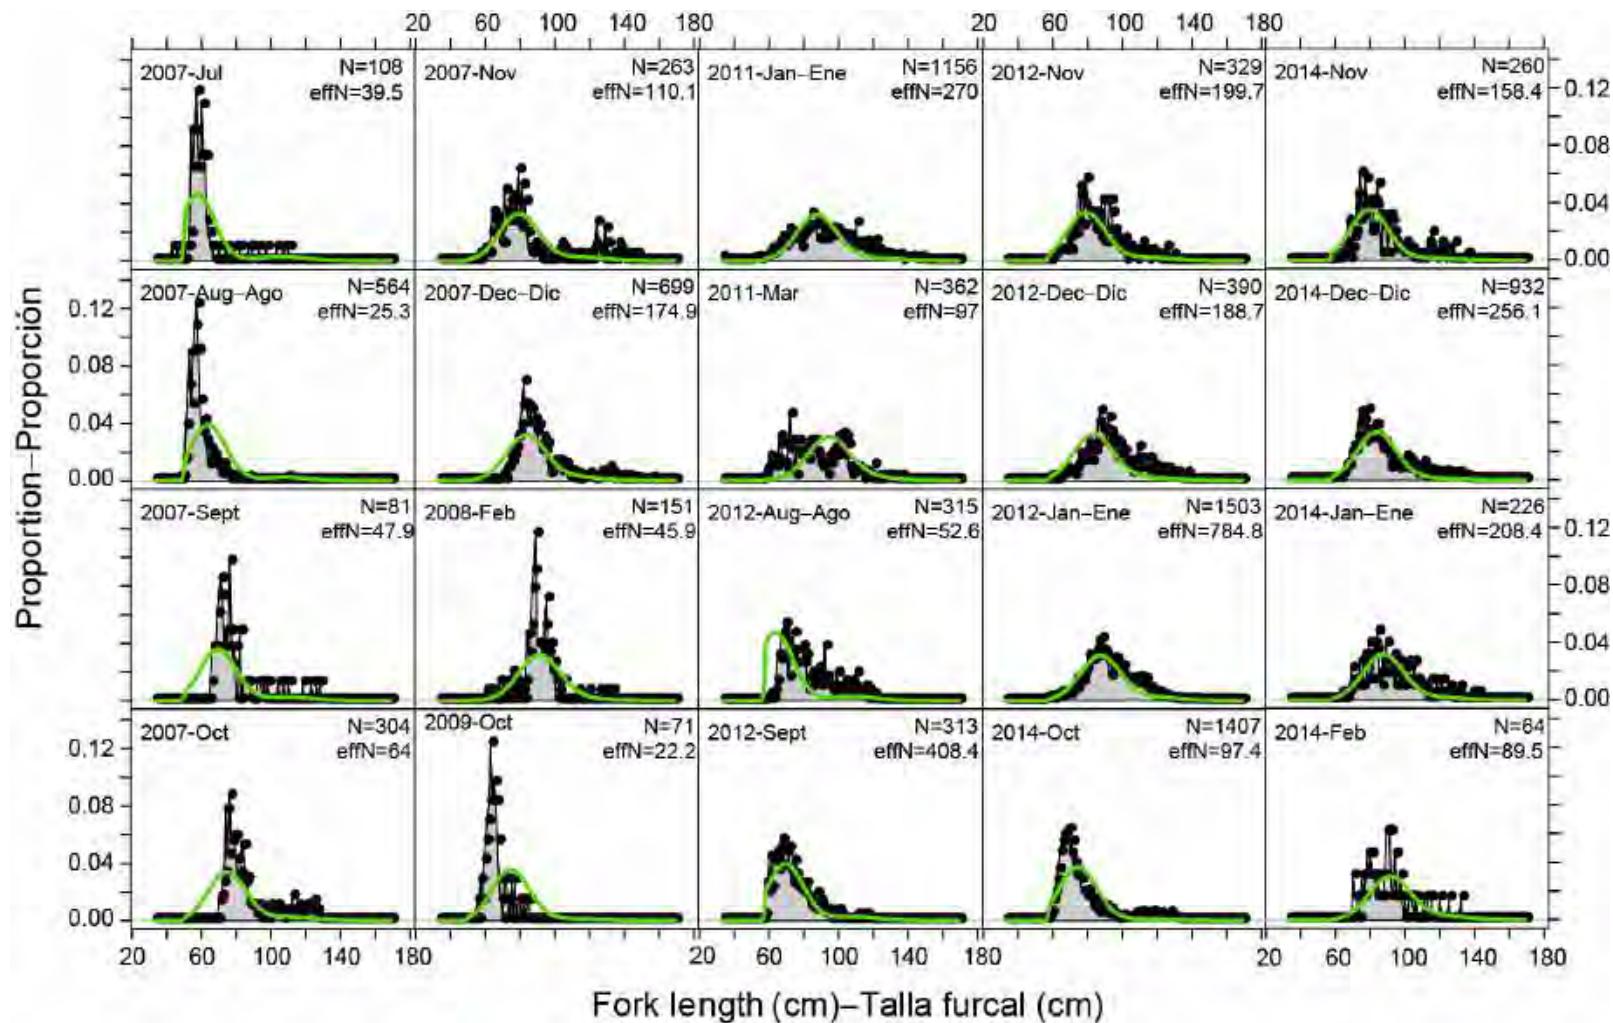 20 60 100 140 180 20 60 100 140 180
2007-Jul N=108
effN=39.5
2007-Nov N=263
effN=110.1
2011-Jan–Ene N=1156
effN=270
2012-Nov N=329
effN=199.7
2014-Nov N=260
effN=158.4
0.12
0.08
0.04
0.00
2007-Aug–Ago N=564
effN=25.3
2007-Dec–Dic N=699
effN=174.9
2011-Mar N=362
effN=97
2012-Dec–Dic N=390
effN=188.7
2014-Dec–Dic N=932
effN=256.1
0.12
0.08
0.04
0.00
2007-Sept N=81
effN=47.9
2008-Feb N=151
effN=45.9
2012-Aug–Ago N=315
effN=52.6
2012-Jan–Ene N=1503
effN=784.8
2014-Jan–Ene N=226
effN=208.4
0.12
0.08
0.04
0.00
2007-Oct N=304
effN=64
2009-Oct N=71
effN=22.2
2012-Sept N=313
effN=408.4
2014-Oct N=1407
effN=97.4
2014-Feb N=64
effN=89.5
0.12
0.08
0.04
0.00
20 60 100 140 180 60 100 140 180 20 60 100 140 180
Proportion–Proporción
Fork length (cm)–Talla furcal (cm)